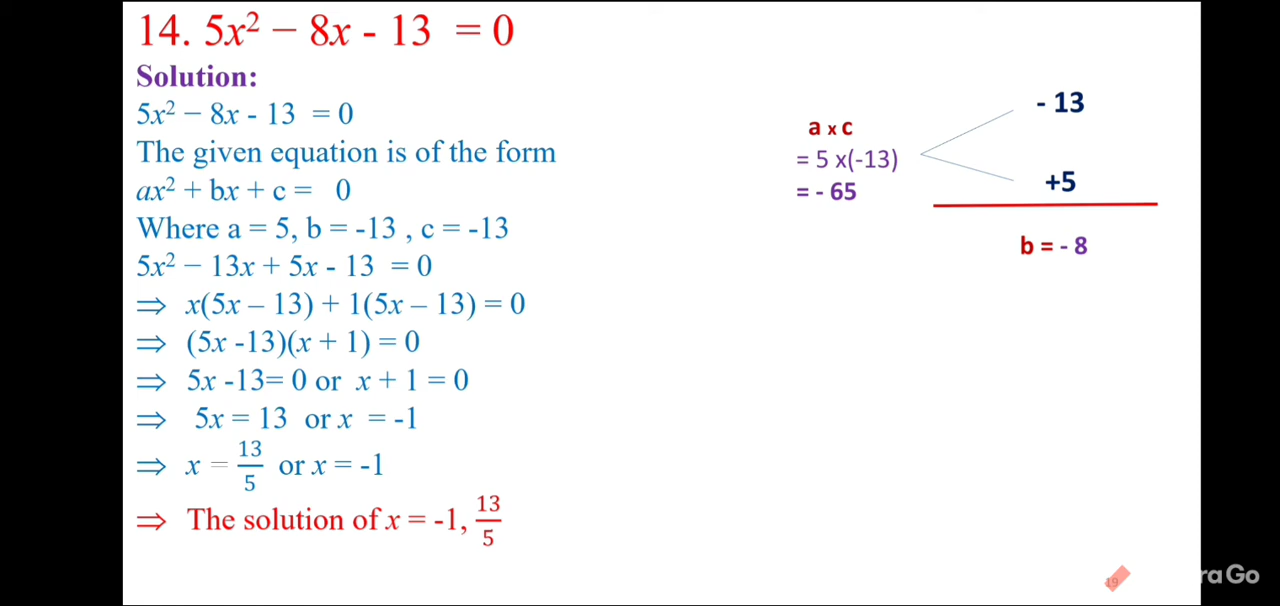 14. 5x² – 8x - 13 = 0
Solution:
5x² – 8x - 13 = 0
The given equation is of the form
ax² + bx + c = 0
Where a = 5, b = -13 , c = -13
5x² – 13x + 5x - 13 = 0
⇒ x(5x – 13) + 1(5x – 13) = 0
⇒ (5x -13)(x + 1) = 0
⇒ 5x -13= 0 or x + 1 = 0
⇒ 5x = 13 or x = -1
⇒ x = 13/5 or x = -1
⇒ The solution of x = -1, 13/5
a x c
= 5 x(-13)
= - 65
- 13
+5
b = - 8
19
raGo